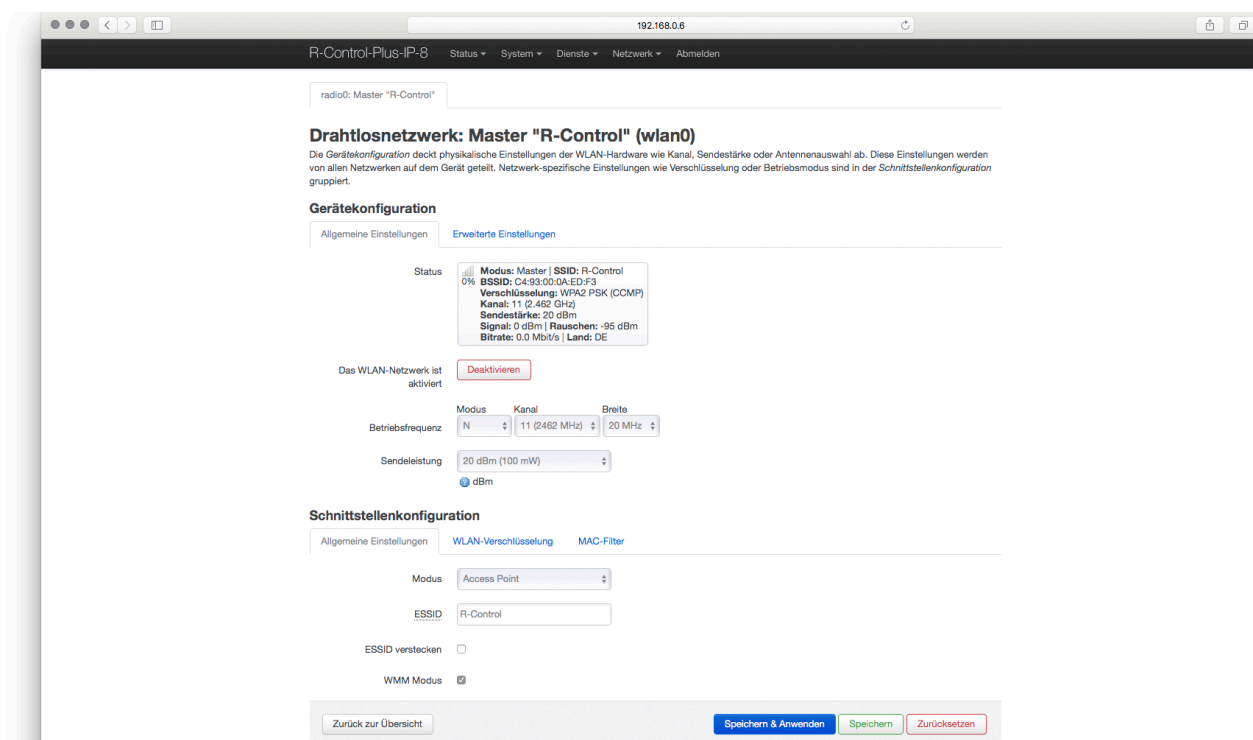 192.168.0.6
R-Control-Plus-IP-8 Status System Dienste Netzwerk Abmelden
radio0: Master "R-Control"
Drahtlosnetzwerk: Master "R-Control" (wlan0)
Die Gerätekonfiguration deckt physikalische Einstellungen der WLAN-Hardware wie Kanal, Sendestärke oder Antennenauswahl ab. Diese Einstellungen werden
von allen Netzwerken auf dem Gerät geteilt. Netzwerk-spezifische Einstellungen wie Verschlüsselung oder Betriebsmodus sind in der Schnittstellenkonfiguration
gruppiert.
Gerätekonfiguration
Allgemeine Einstellungen Erweiterte Einstellungen
Status
0%
Modus: Master | SSID: R-Control
BSSID: C4:93:00:0A:ED:F3
Verschlüsselung: WPA2 PSK (CCMP)
Kanal: 11 (2.462 GHz)
Sendestärke: 20 dBm
Signal: 0 dBm | Rauschen: -95 dBm
Bitrate: 0.0 Mbit/s | Land: DE
Das WLAN-Netzwerk ist
aktiviert
Deaktivieren
Modus Kanal Breite
Betriebsfrequenz N 11 (2462 MHz) 20 MHz
Sendeleistung 20 dBm (100 mW)
dBm
Schnittstellenkonfiguration
Allgemeine Einstellungen WLAN-Verschlüsselung MAC-Filter
Modus Access Point
ESSID R-Control
ESSID verstecken
WMM Modus
Zurück zur Übersicht Speichern & Anwenden Speichern Zurücksetzen